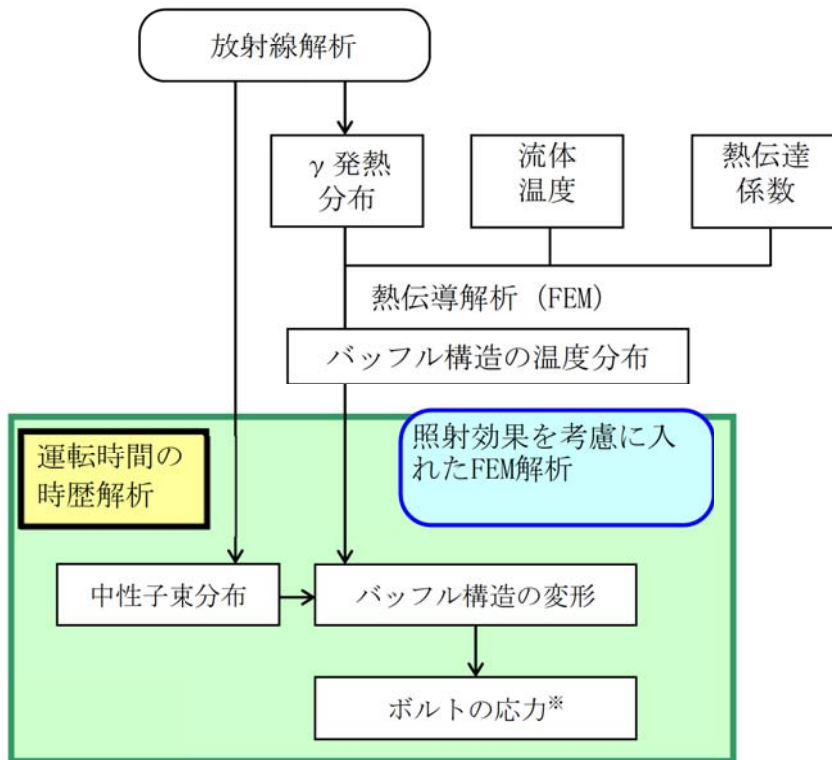 放射線解析
γ発熱
分布
流体
温度
熱伝達
係数
熱伝導解析 (FEM)
バッフル構造の温度分布
運転時間の
時歴解析
照射効果を考慮に入
れたFEM解析
中性子束分布
バッフル構造の変形
ボルトの応力※